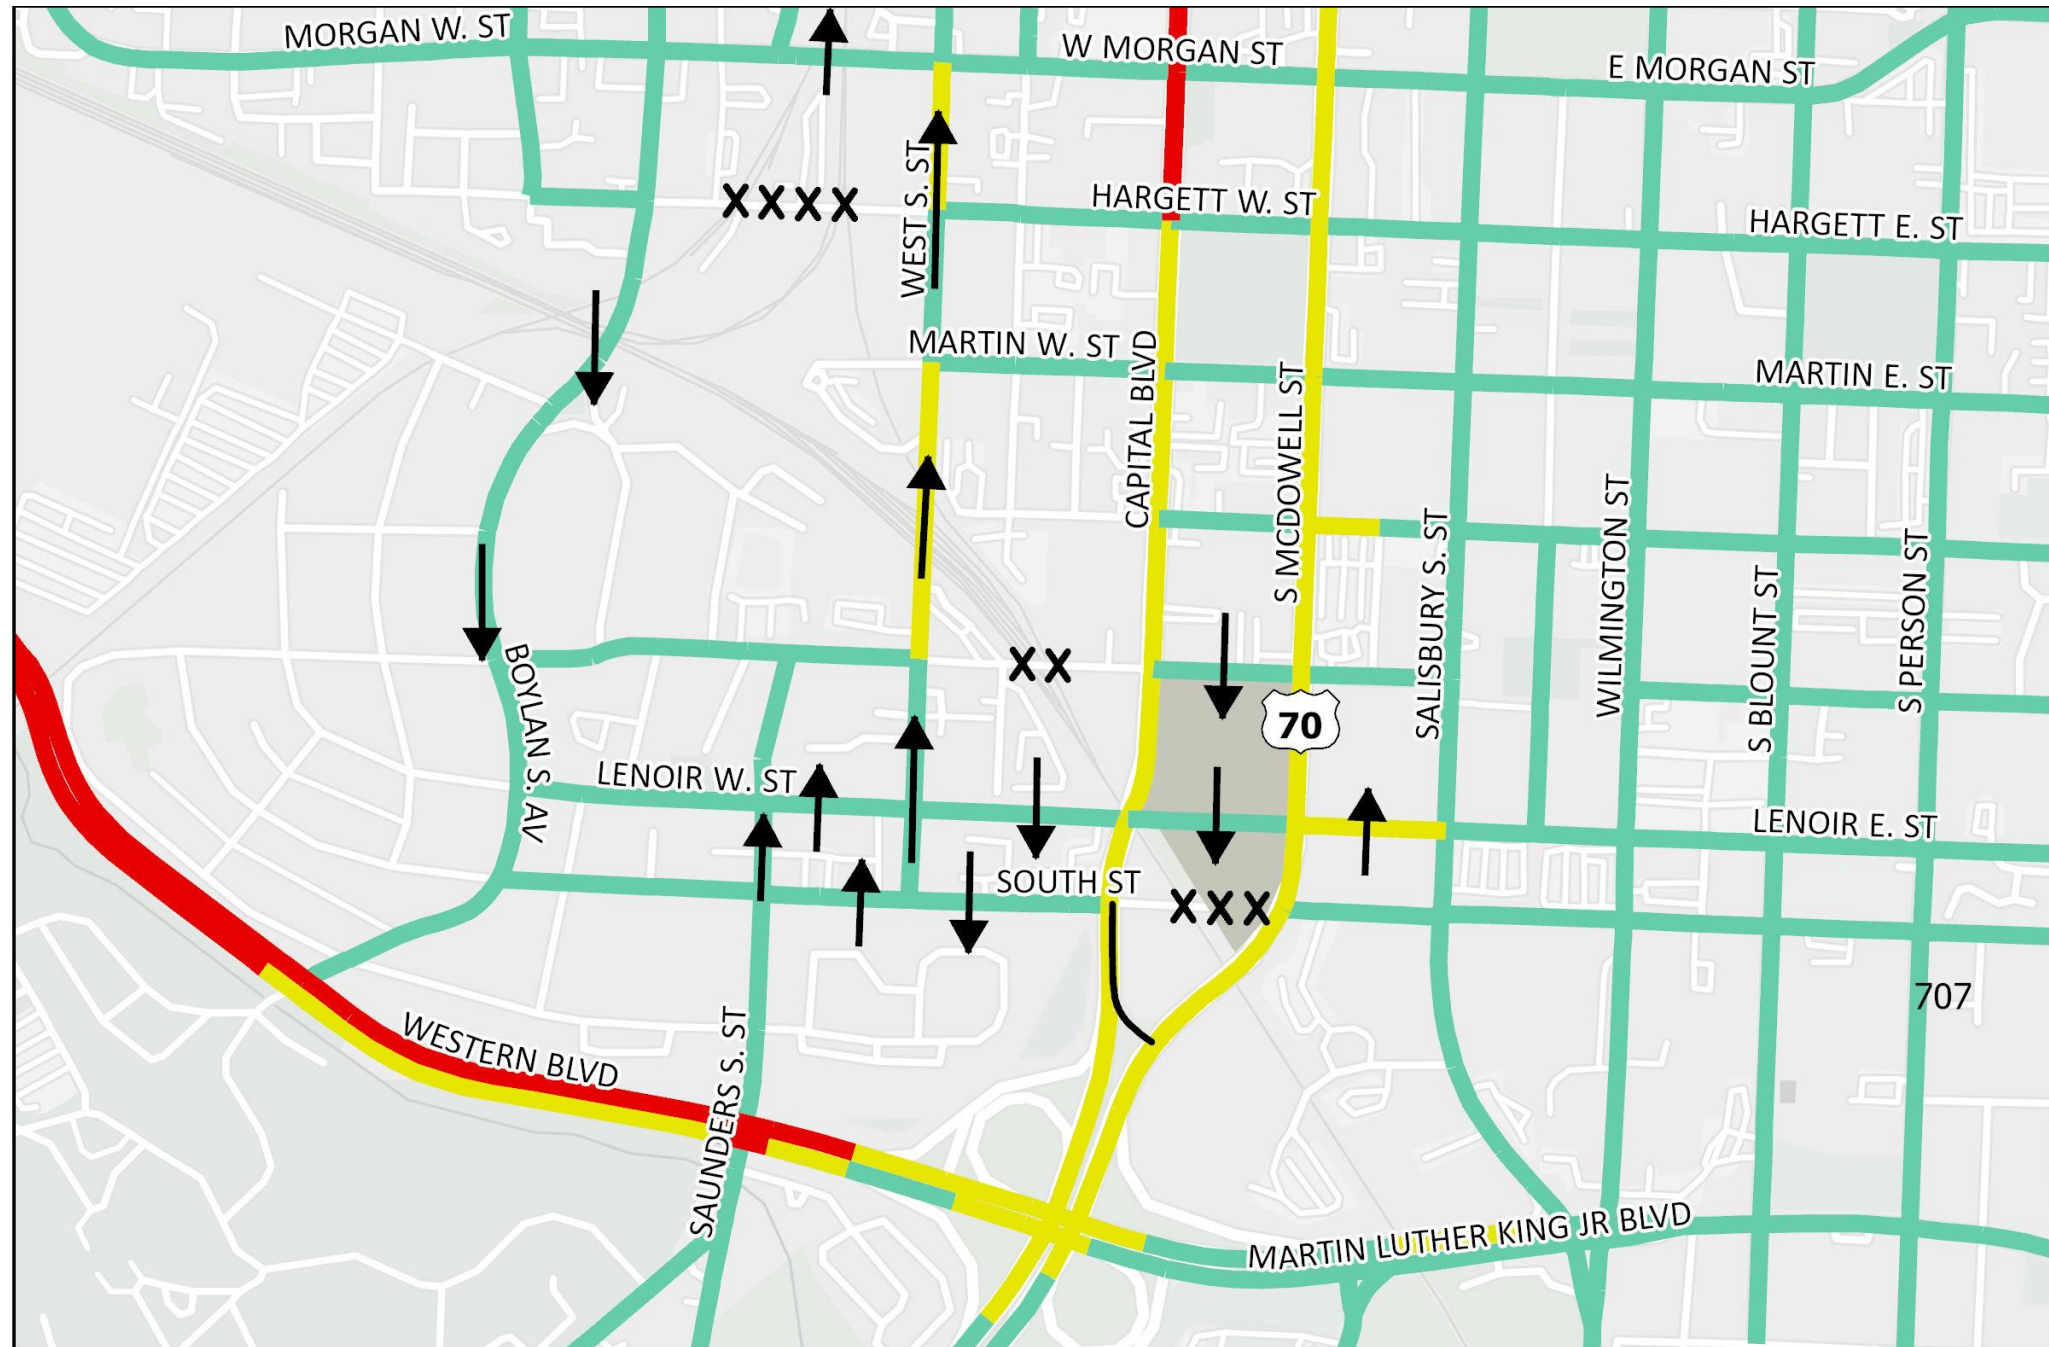 MORGAN W. ST
W MORGAN ST
E MORGAN ST
WEST S. ST
X X X X
HARGETT W. ST
HARGETT E. ST
MARTIN W. ST
MARTIN E. ST
CAPITAL BLVD
S MCDOWELL ST
SALISBURY S. ST
WILMINGTON ST
S BLOUNT ST
S PERSON ST
X X
70
BOYLAN S. AV
LENOIR W. ST
LENOIR E. ST
SOUTH ST
X X X
707
WESTERN BLVD
SAUNDERS S. ST
MARTIN LUTHER KING JR BLVD